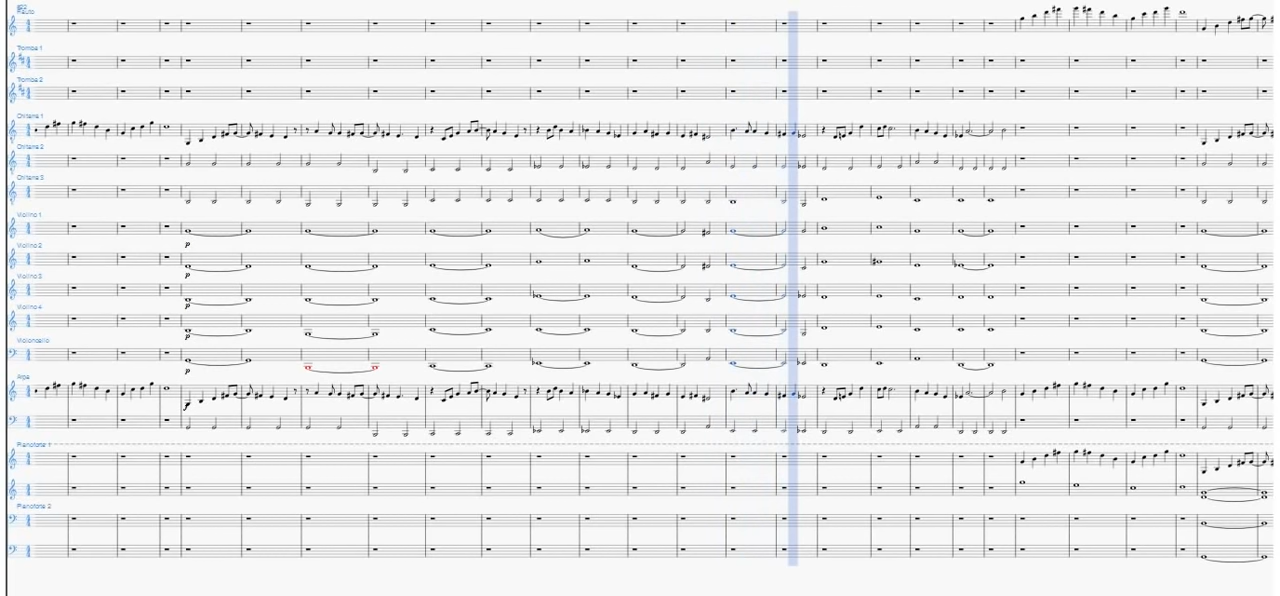 Flauto
Tromba 1
Tromba 2
Chitarra 1
Chitarra 2
Chitarra 3
Violino 1
p
Violino 2
p
Violino 3
p
Violino 4
p
Violoncello
p
Arpa
f
Pianoforte 1
Pianoforte 2